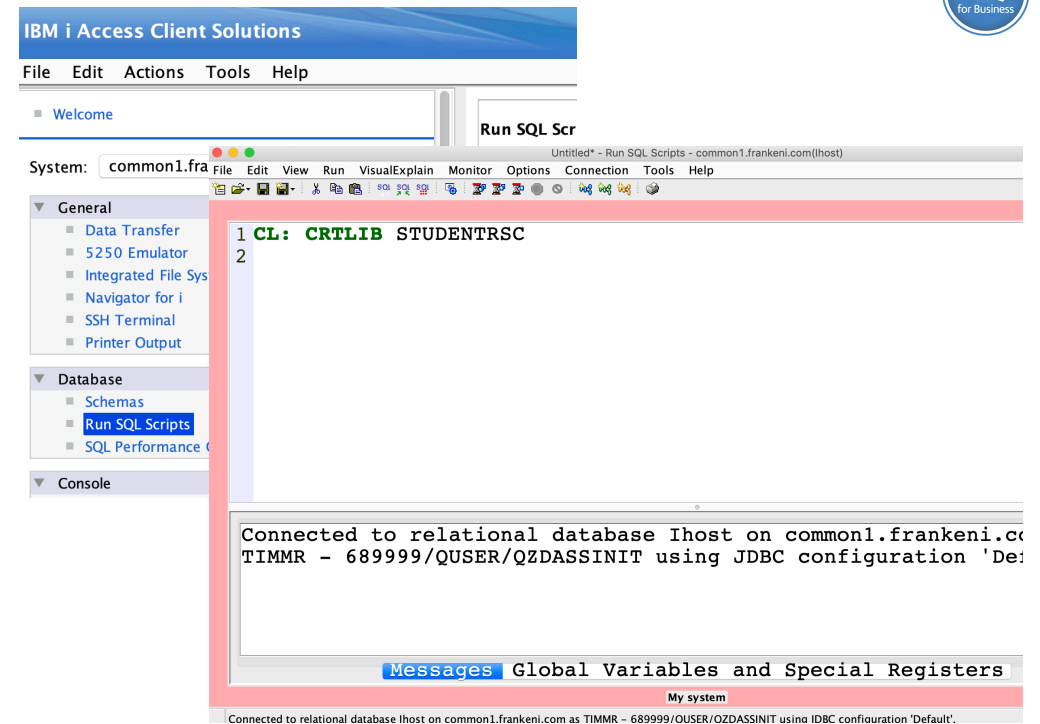 for Business
IBM i Access Client Solutions
File Edit Actions Tools Help
Welcome
Run SQL Scr
System: common1.fra
Untitled* - Run SQL Scripts - common1.frankeni.com(Ihost)
File Edit View Run VisualExplain Monitor Options Connection Tools Help
SQL SQL SQL
General
Data Transfer
5250 Emulator
Integrated File Sys
Navigator for i
SSH Terminal
Printer Output
1 CL: CRTLIB STUDENTRSC
2
Database
Schemas
Run SQL Scripts
SQL Performance
Console
Connected to relational database Ihost on common1.frankeni.co
TIMMR - 689999/QUSER/QZDASSINIT using JDBC configuration 'Def
Messages Global Variables and Special Registers
My system
Connected to relational database Ihost on common1.frankeni.com as TIMMR - 689999/QUSER/QZDASSINIT using JDBC configuration 'Default'.